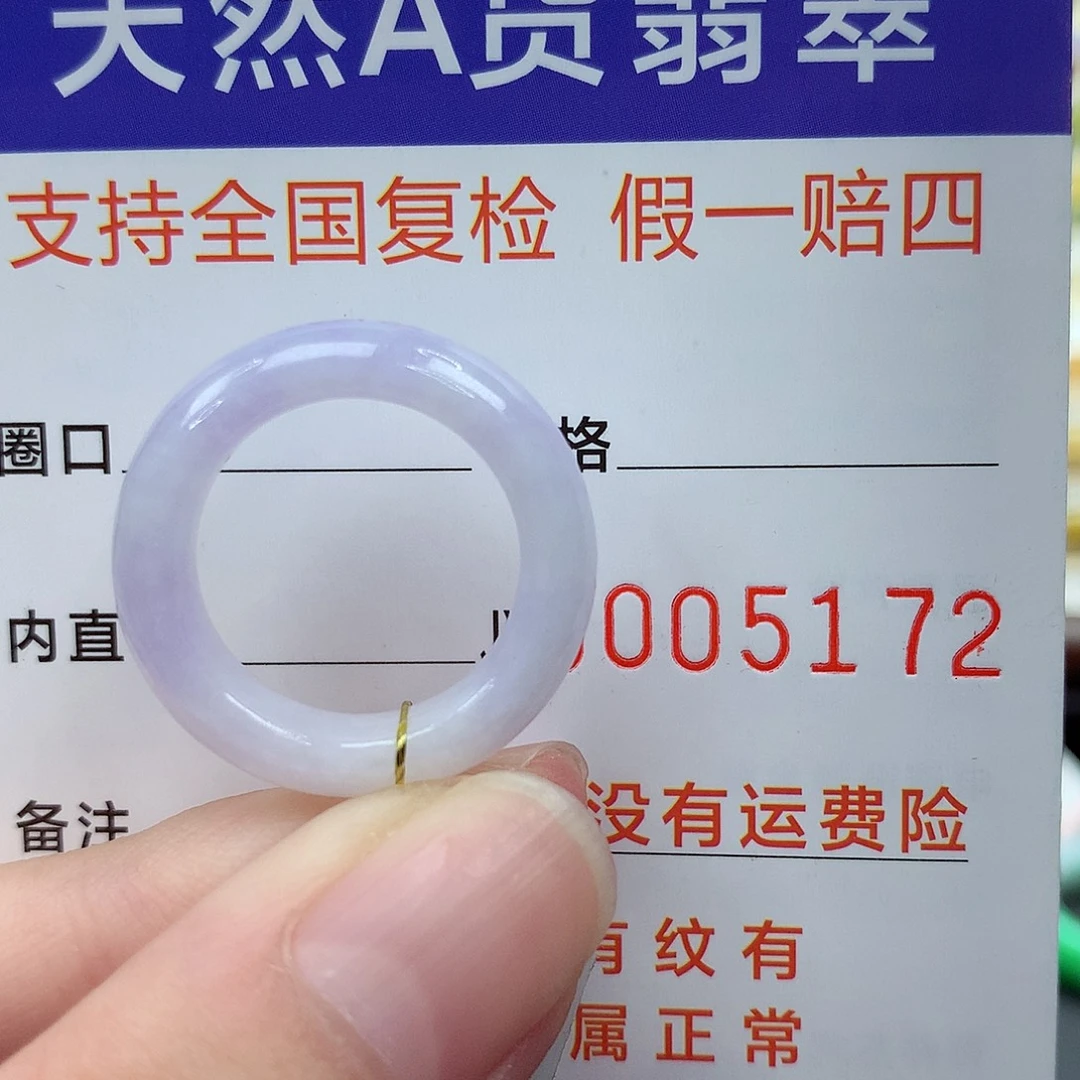 天然A货翡翠
支持全国复检 假一赔四
圈口 格
内直 005172
备注 没有运费险
有纹有
属正常